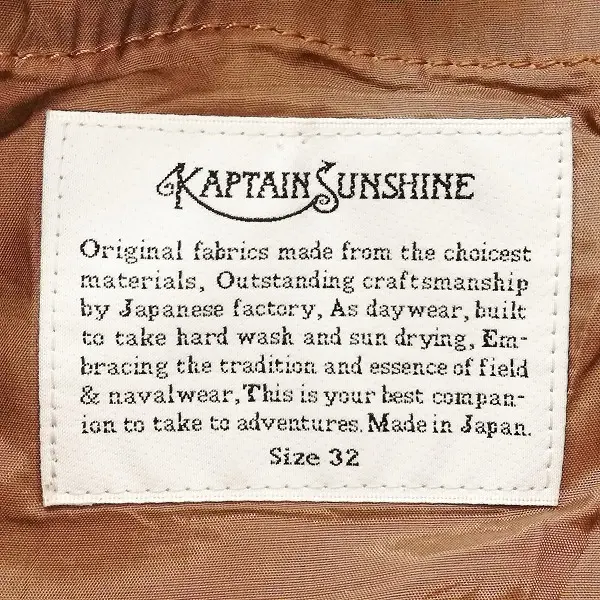 KAPTAIN SUNSHINE
Original fabrics made from the choicest
materials, Outstanding craftsmanship
by Japanese factory, As daywear, built
to take hard wash and sun drying, Em-
bracing the tradition and essence of field
& navalwear, This is your best compan-
ion to take to adventures. Made in Japan.
Size 32